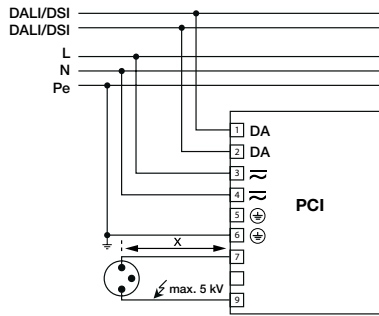 DALI/DSI
DALI/DSI
L
N
Pe
1 DA
2 DA
3
4
PCI
5
6
X
7
max. 5 kV
9